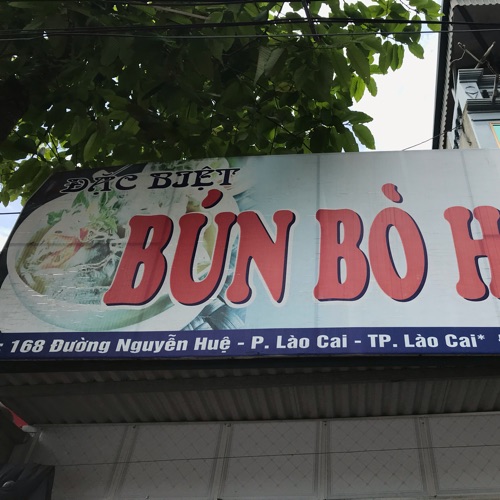 ĐẶC BIỆT
BÚN BÒ H
: 168 Đường Nguyễn Huệ - P. Lào Cai - TP. Lào Cai*